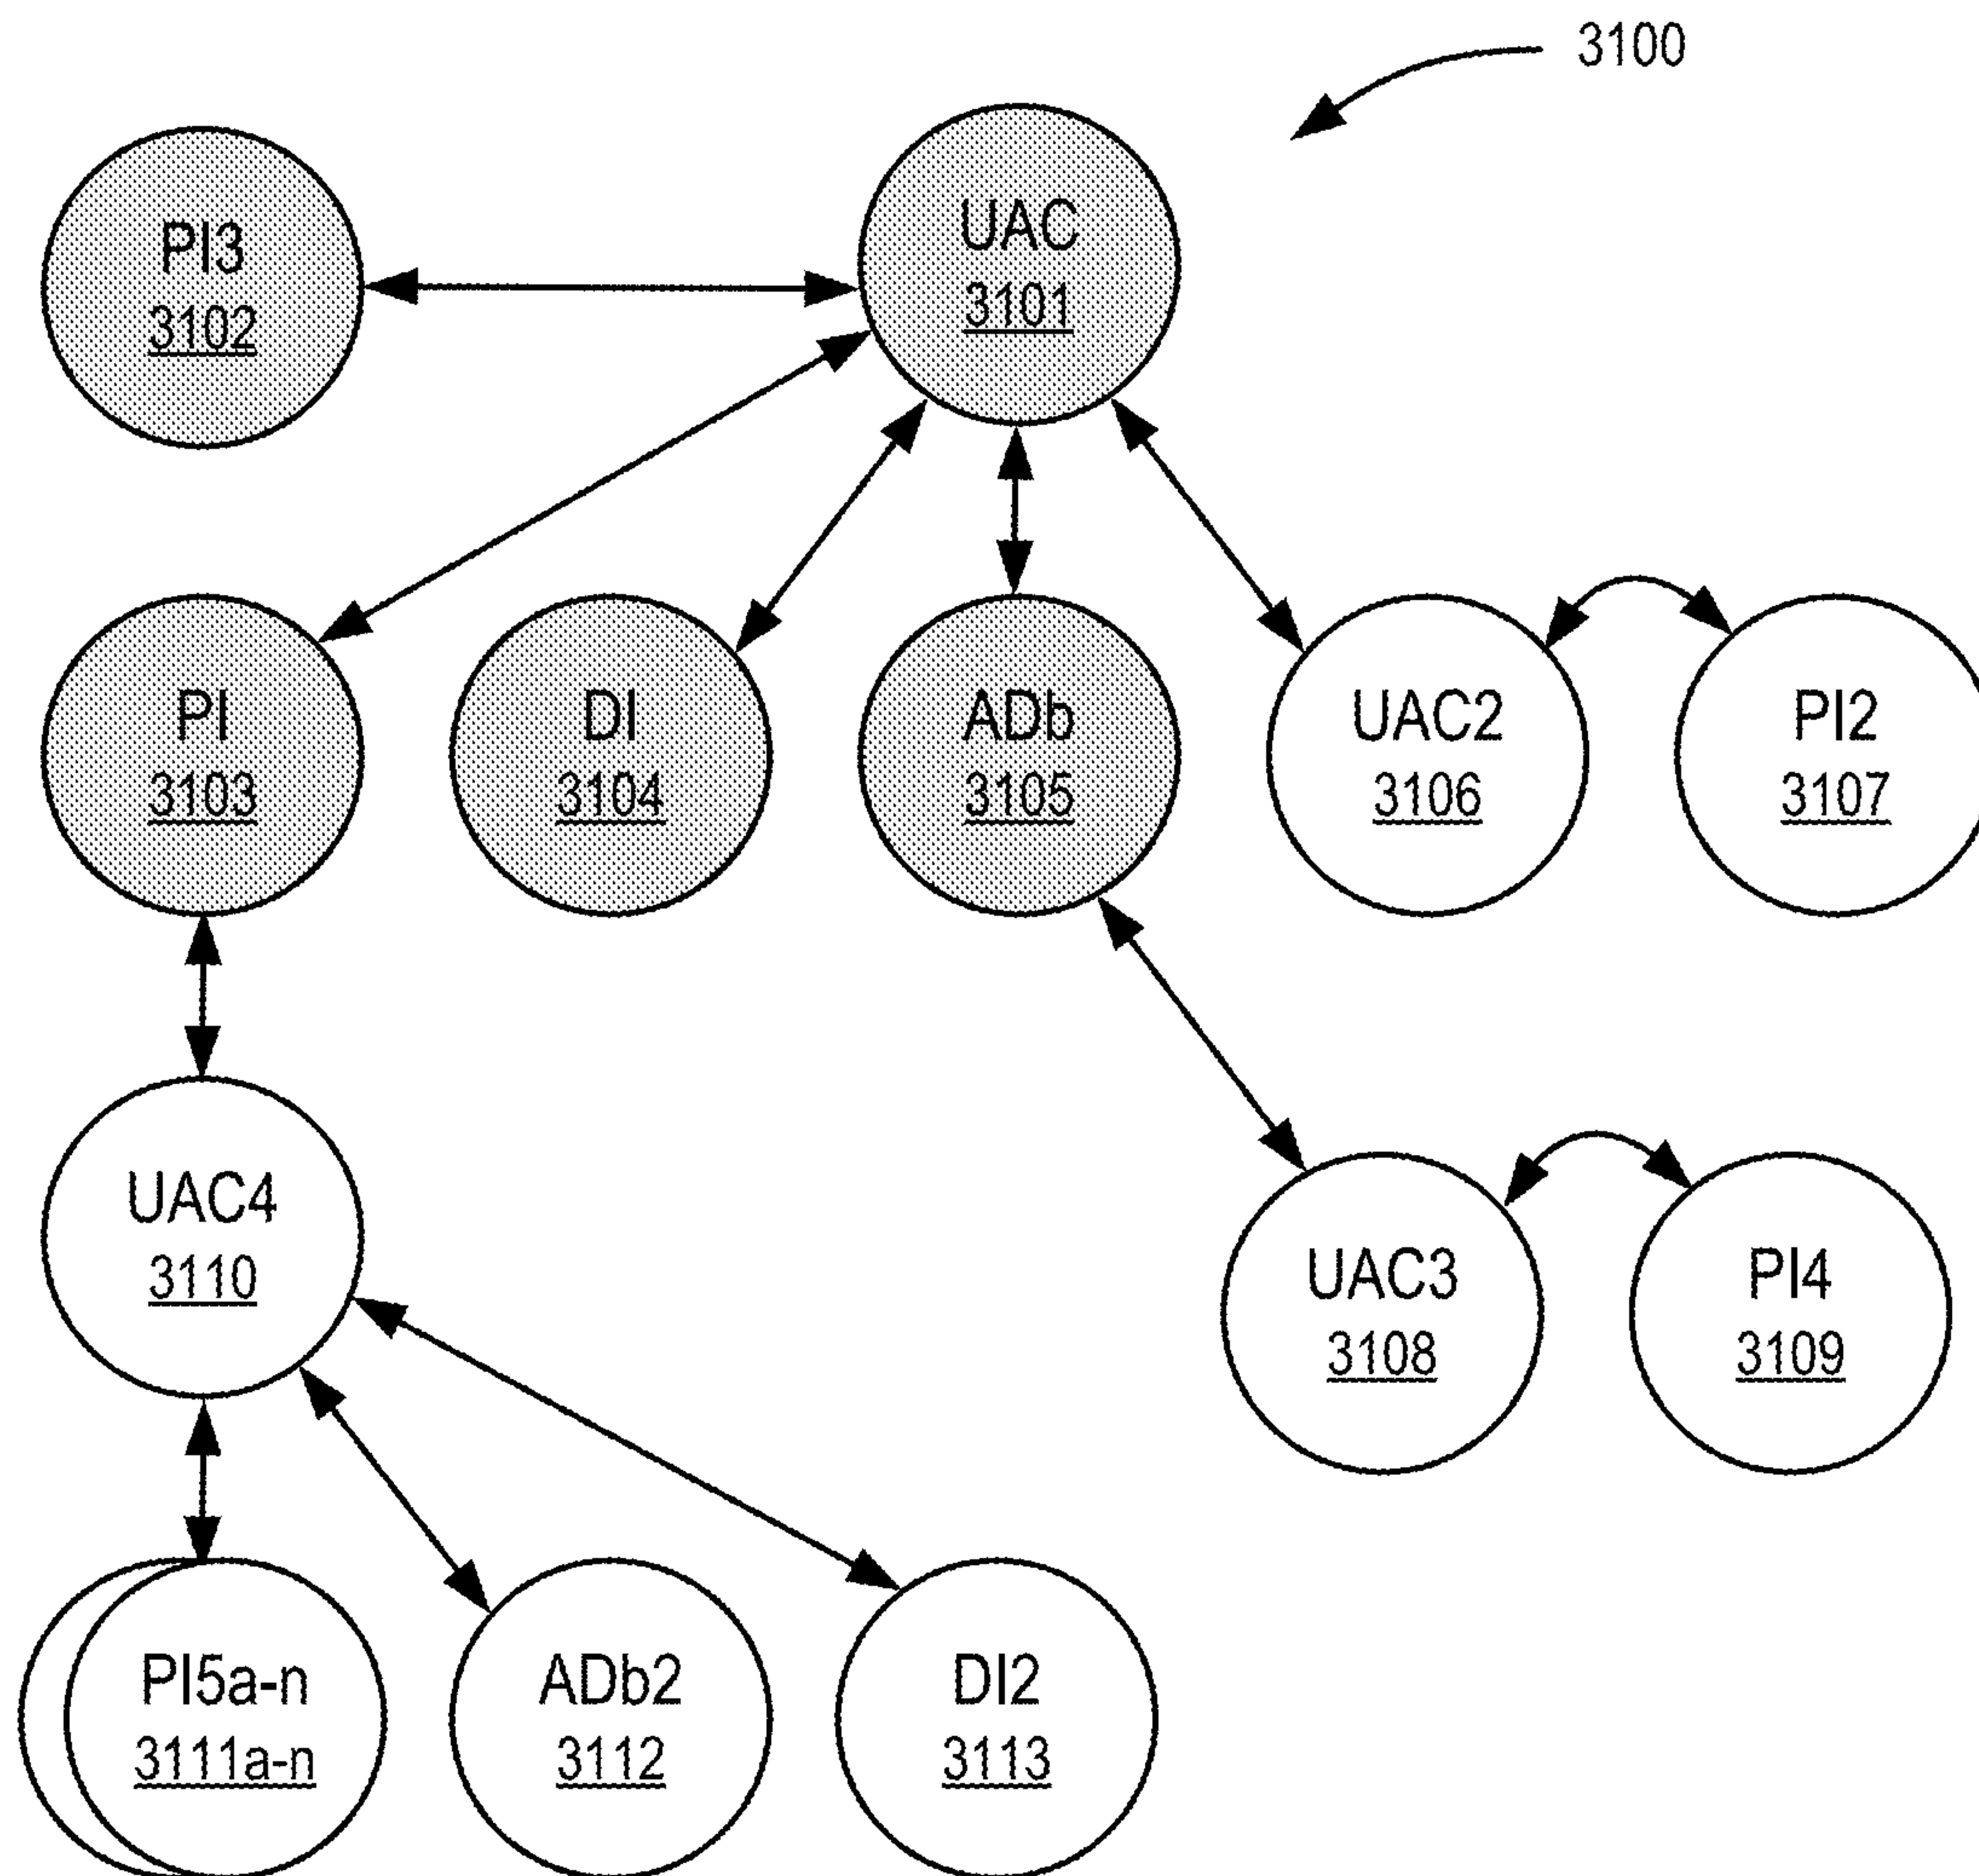 3100
PI3
3102
UAC
3101
PI
3103
DI
3104
ADb
3105
UAC2
3106
PI2
3107
UAC4
3110
UAC3
3108
PI4
3109
PI5a-n
3111a-n
ADb2
3112
DI2
3113